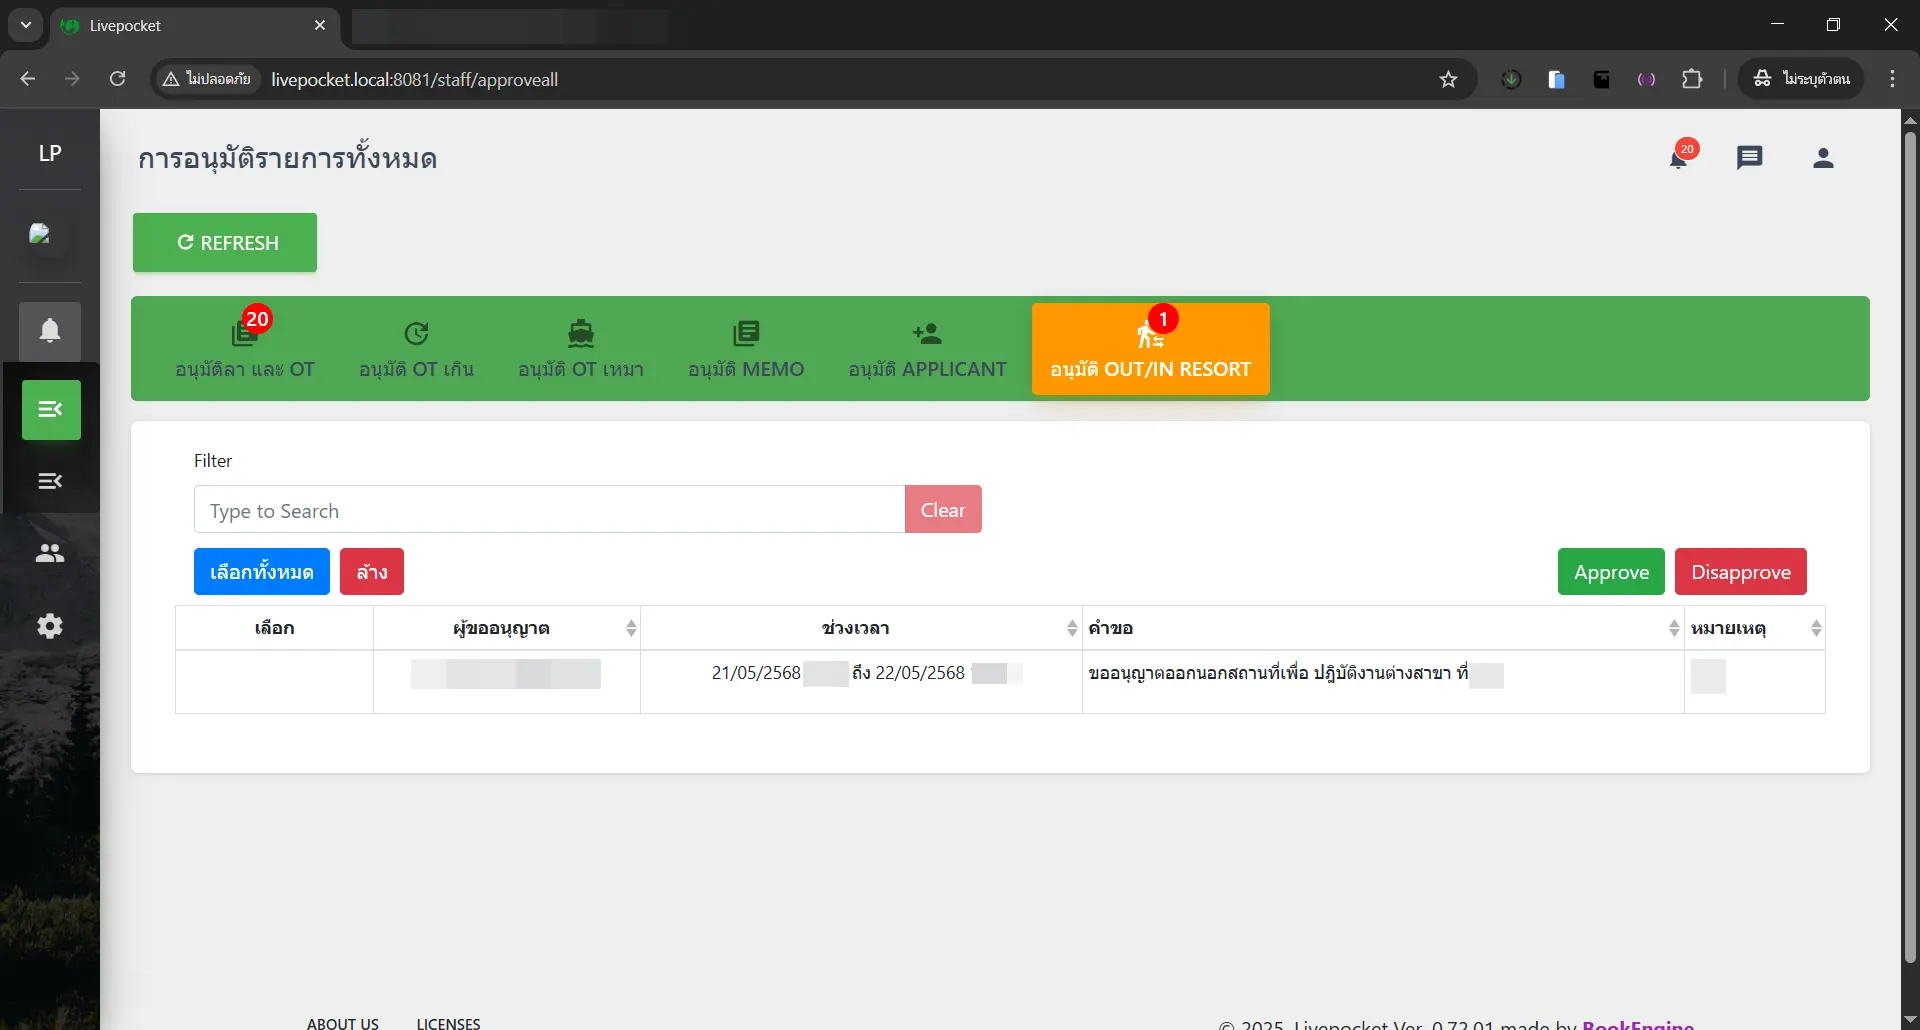 Livepocket
ไม่ปลอดภัย
livepocket.local:8081/staff/approveall
ไม่ระบุตัวตน
LP
การอนุมัติรายการทั้งหมด
20
REFRESH
20
1
อนุมัติลา และ OT
อนุมัติ OT เกิน
อนุมัติ OT เหมา
อนุมัติ MEMO
อนุมัติ APPLICANT
อนุมัติ OUT/IN RESORT
Filter
Type to Search
Clear
เลือกทั้งหมด
ล้าง
Approve
Disapprove
เลือก
ผู้ขออนุญาต
ช่วงเวลา
คำขอ
หมายเหตุ
21/05/2568
ถึง 22/05/2568
ขออนุญาตออกนอกสถานที่เพื่อ ปฎิบัติงานต่างสาขา ที่
ABOUT US
LICENSES
© 2025, Livepocket Ver. 0.72.01 made by BookEngine